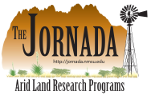 THE JORNADA
http://jornada.nmsu.edu
Arid Land Research Programs